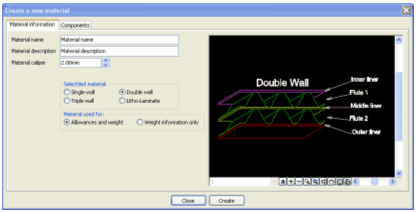 Create a new material
Material information Components
Material name Material name
Material description Material description
Material caliper 2.00mm
Selected material
Single wall Double wall
Triple wall Litho-Laminate
Material used for:
Allowances and weight Weight information only
Double Wall
Inner liner
Flute 1
Middle liner
Flute 2
Outer liner
Close Create